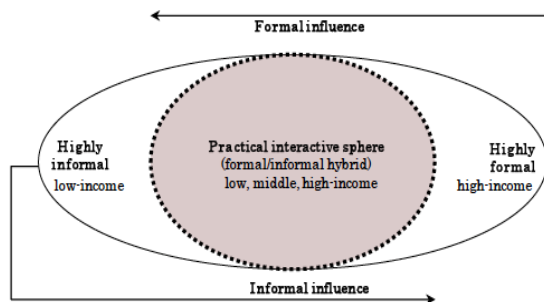 Formal influence
Highly
informal
low-income
Practical interactive sphere
(formal/informal hybrid)
low, middle, high-income
Highly
formal
high-income
Informal influence